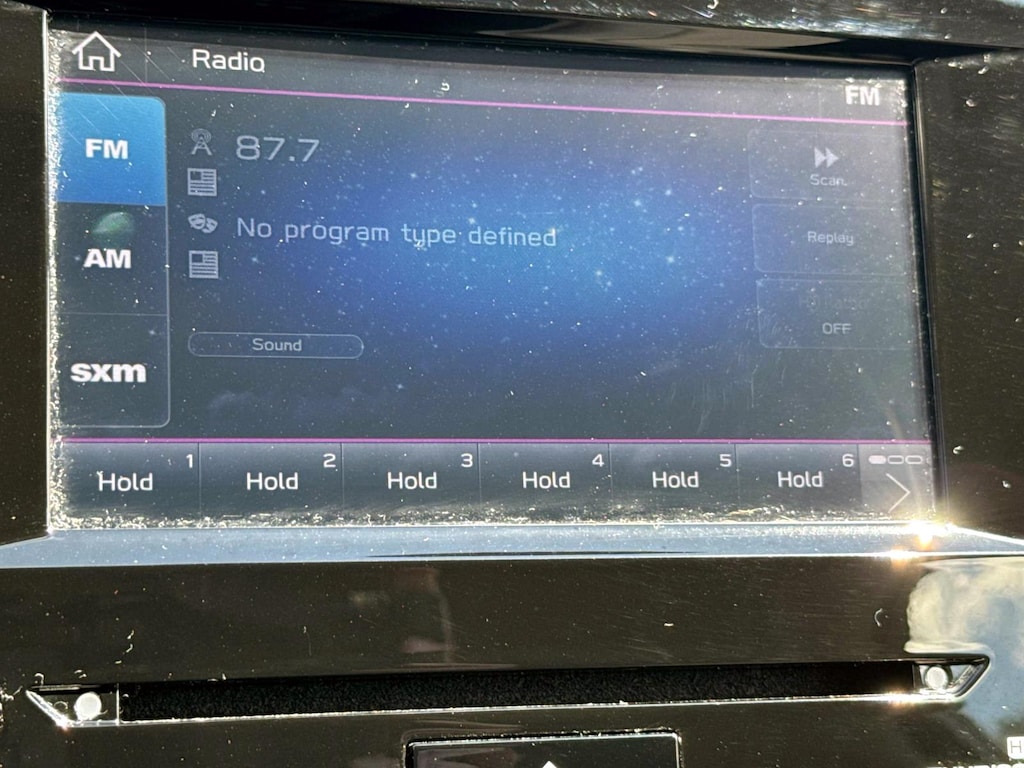 Radio
FM
FM
87.7
Scan
No program type defined
Replay
AM
OFF
Sound
sxm
1 2 3 4 5 6
Hold Hold Hold Hold Hold Hold